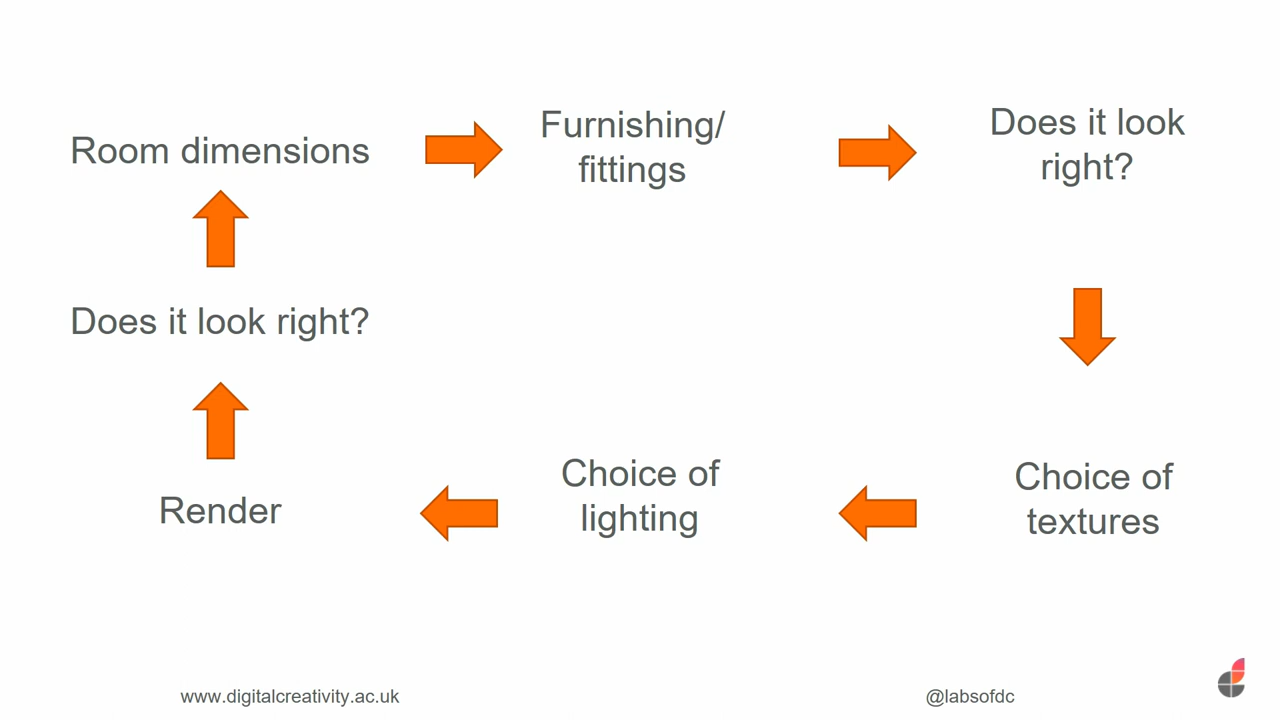 Room dimensions
Furnishing/
fittings
Does it look
right?
Does it look right?
Render
Choice of
lighting
Choice of
textures
www.digitalcreativity.ac.uk
@labsofdc